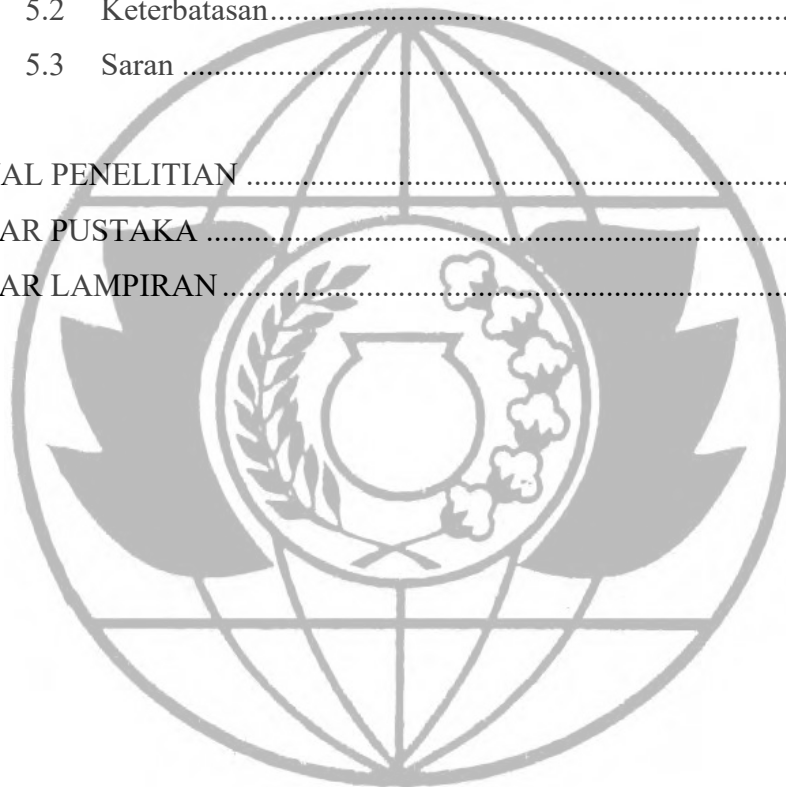 5.2 Keterbatasan........................................................................
5.3 Saran ....................................................................................
AL PENELITIAN ............................................................................
AR PUSTAKA .................................................................................
AR LAMPIRAN..............................................................................